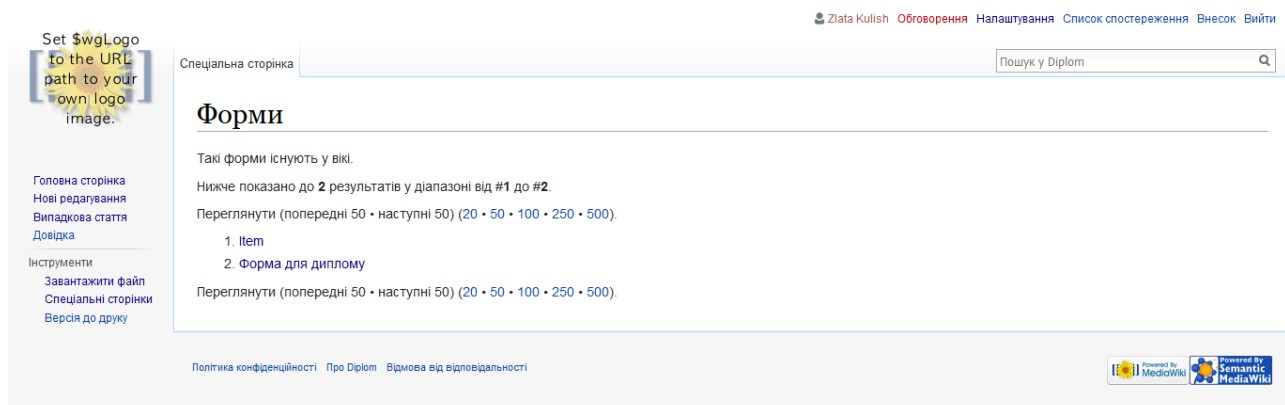 Zlata Kulish Обговорення Налаштування Список спостереження Внесок Вийти
Set $wgLogo
to the URL
path to your
own logo
image.
Спеціальна сторінка
Пошук у Diplom
Форми
Такі форми існують у вікі.
Нижче показано до 2 результатів у діапазоні від #1 до #2.
Переглянути (попередні 50 • наступні 50) (20 • 50 • 100 • 250 • 500).
1. Item
2. Форма для диплому
Переглянути (попередні 50 • наступні 50) (20 • 50 • 100 • 250 • 500).
Головна сторінка
Нові редагування
Випадкова стаття
Довідка
Інструменти
Завантажити файл
Спеціальні сторінки
Версія до друку
Політика конфіденційності Про Diplom Відмова від відповідальності
Powered By
MediaWiki
Powered By
Semantic
MediaWiki